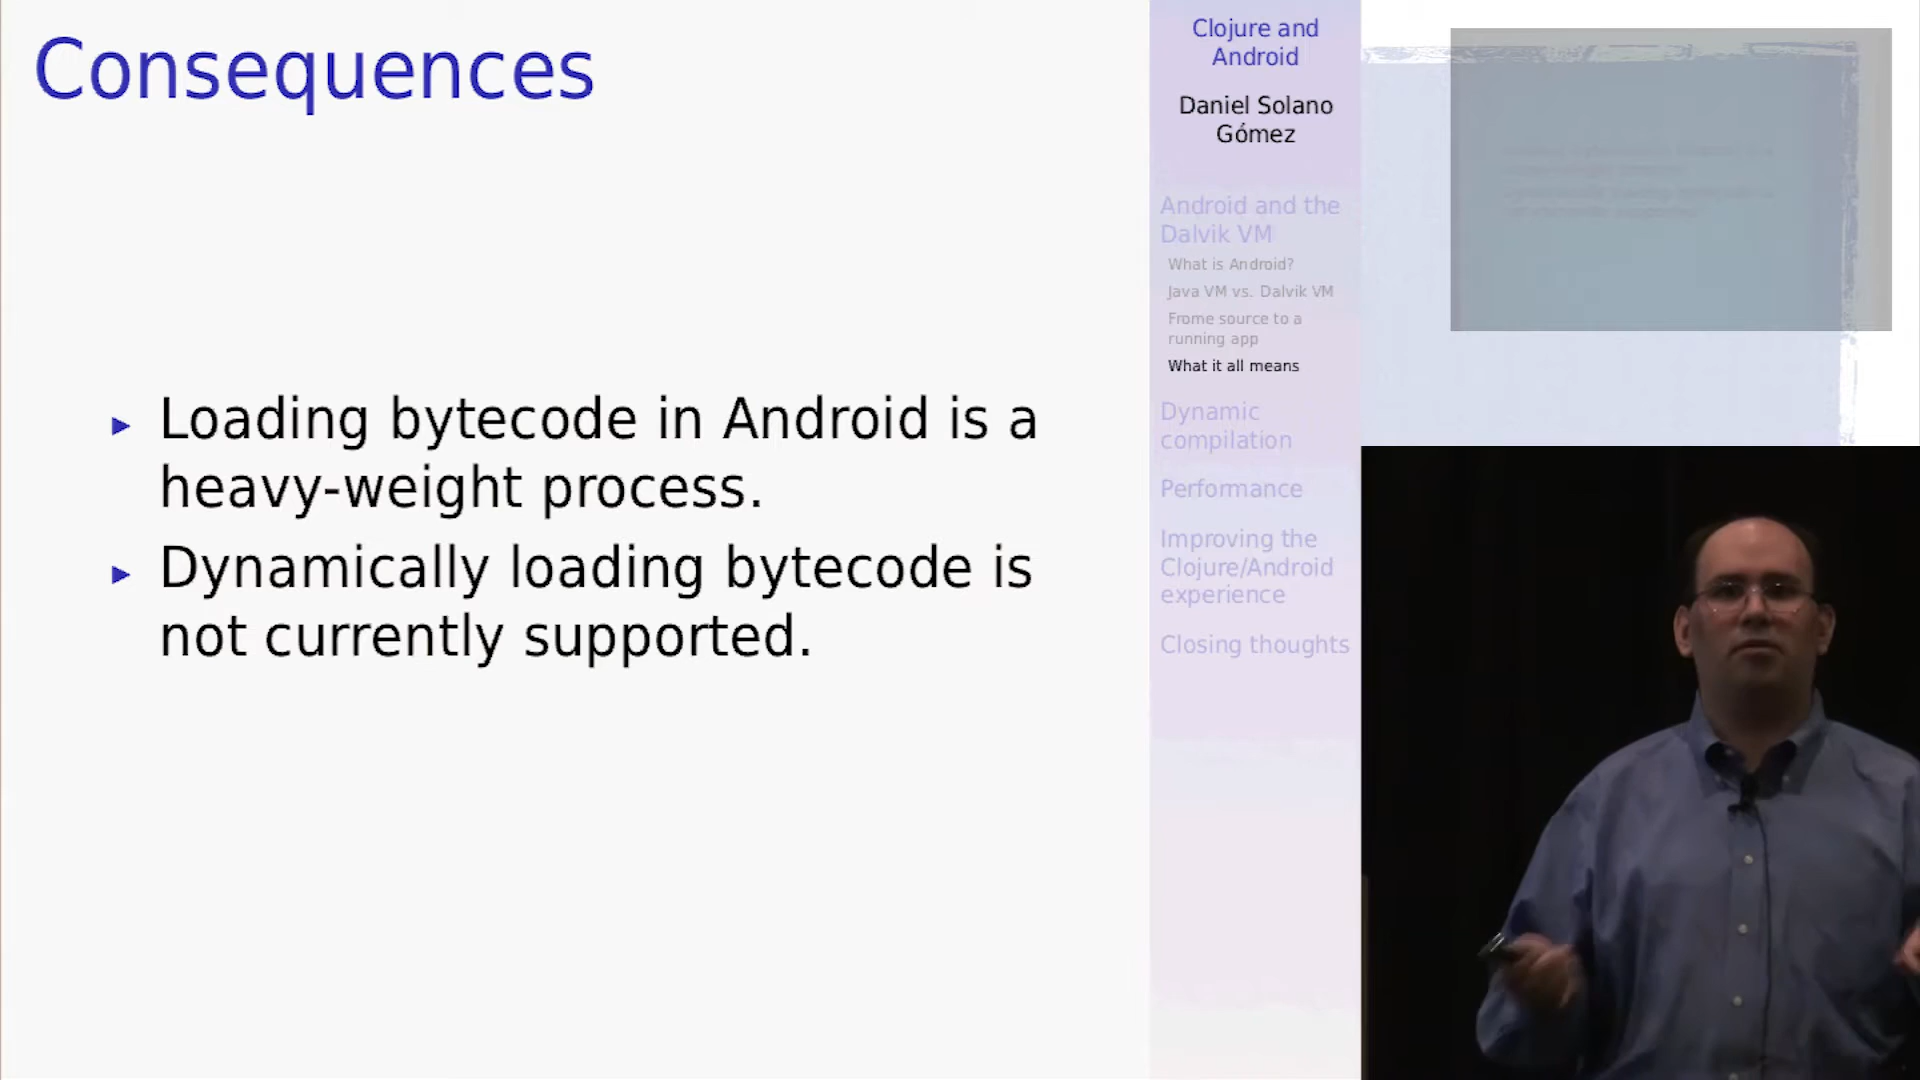 Consequences
▸ Loading bytecode in Android is a
heavy-weight process.
▸ Dynamically loading bytecode is
not currently supported.
Clojure and
Android
Daniel Solano
Gómez
Android and the
Dalvik VM
What is Android?
Java VM vs. Dalvik VM
Frome source to a
running app
What it all means
Dynamic
compilation
Performance
Improving the
Clojure/Android
experience
Closing thoughts